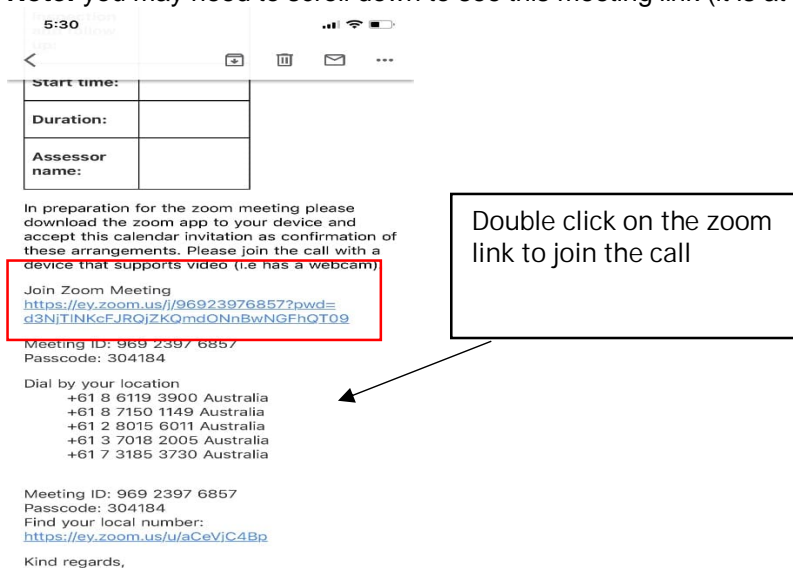 Note: you may need to scroll down to see this meeting link (it is at
5:30
Start time:
Duration:
Assessor
name:
In preparation for the zoom meeting please
download the zoom app to your device and
accept this calendar invitation as confirmation of
these arrangements. Please join the call with a
device that supports video (i.e has a webcam).
Join Zoom Meeting
https://ey.zoom.us/j/96923976857?pwd=
d3NjTlNKcFJRQjZKQmdONnBwNGFhQT09
Meeting ID: 969 2397 6857
Passcode: 304184
Dial by your location
+61 8 6119 3900 Australia
+61 8 7150 1149 Australia
+61 2 8015 6011 Australia
+61 3 7018 2005 Australia
+61 7 3185 3730 Australia
Meeting ID: 969 2397 6857
Passcode: 304184
Find your local number:
https://ey.zoom.us/u/aCeVjC4Bp
Kind regards,
Double click on the zoom
link to join the call